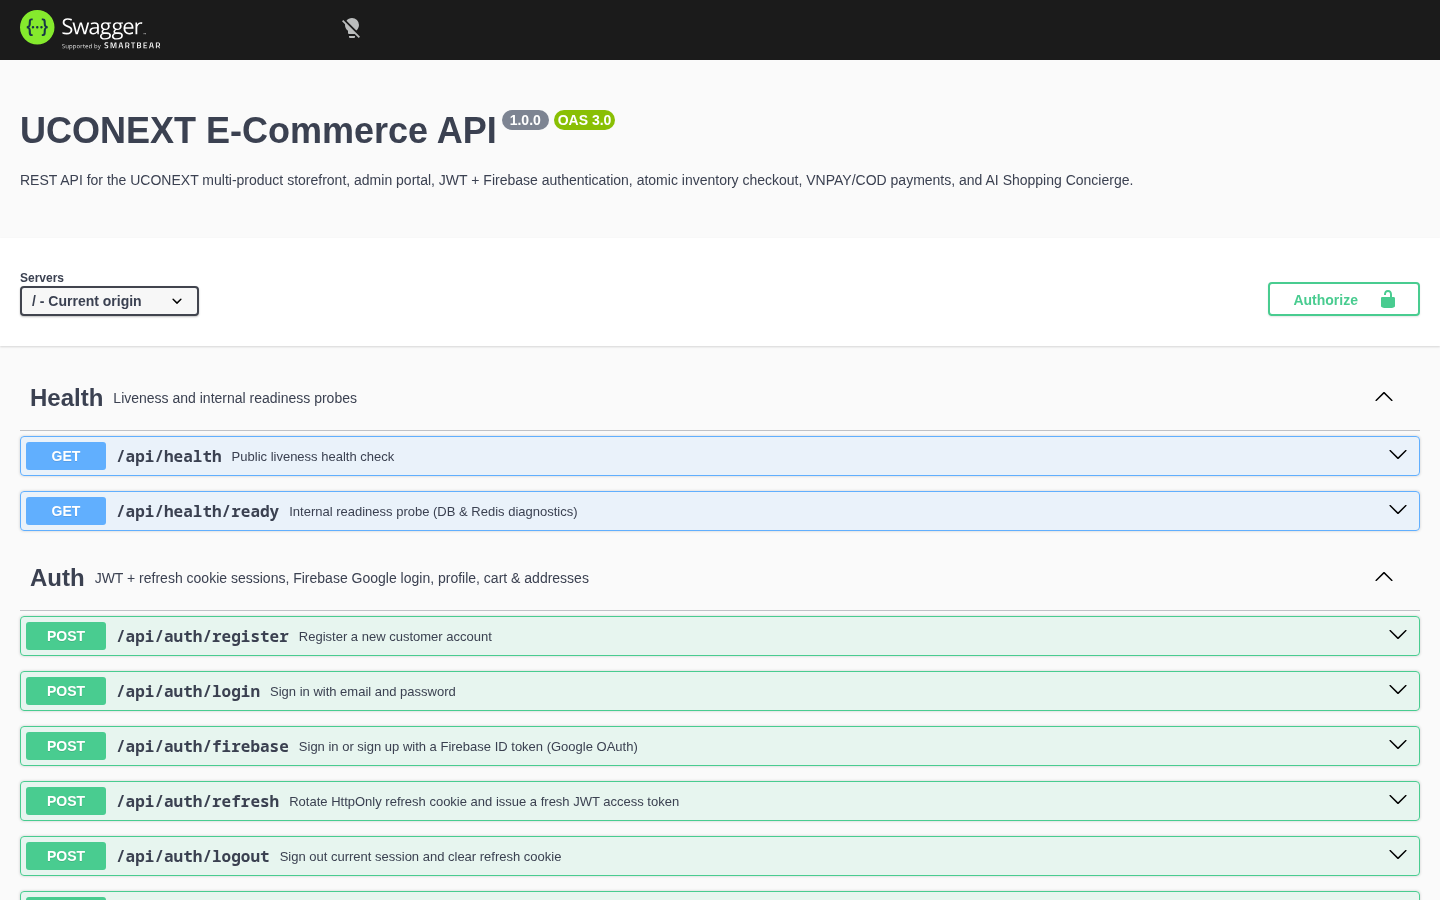 Swagger
Supported by SMARTBEAR
UCONEXT E-Commerce API 1.0.0 OAS 3.0
REST API for the UCONEXT multi-product storefront, admin portal, JWT + Firebase authentication, atomic inventory checkout, VNPAY/COD payments, and AI Shopping Concierge.
Servers
/ - Current origin
Authorize
Health Liveness and internal readiness probes
GET /api/health Public liveness health check
GET /api/health/ready Internal readiness probe (DB & Redis diagnostics)
Auth JWT + refresh cookie sessions, Firebase Google login, profile, cart & addresses
POST /api/auth/register Register a new customer account
POST /api/auth/login Sign in with email and password
POST /api/auth/firebase Sign in or sign up with a Firebase ID token (Google OAuth)
POST /api/auth/refresh Rotate HttpOnly refresh cookie and issue a fresh JWT access token
POST /api/auth/logout Sign out current session and clear refresh cookie